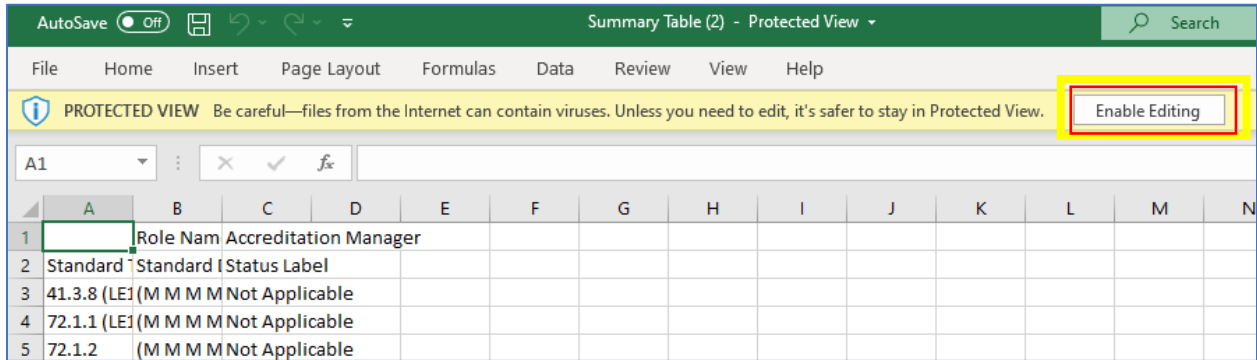 AutoSave Off Summary Table (2) - Protected View Search
File Home Insert Page Layout Formulas Data Review View Help
PROTECTED VIEW Be careful—files from the Internet can contain viruses. Unless you need to edit, it's safer to stay in Protected View. Enable Editing
A1 fx
A B C D E F G H I J K L M N
1 Role Nam Accreditation Manager
2 Standard Standard Status Label
3 41.3.8 (LE1 (M M M M Not Applicable
4 72.1.1 (LE1 (M M M M Not Applicable
5 72.1.2 (M M M M Not Applicable